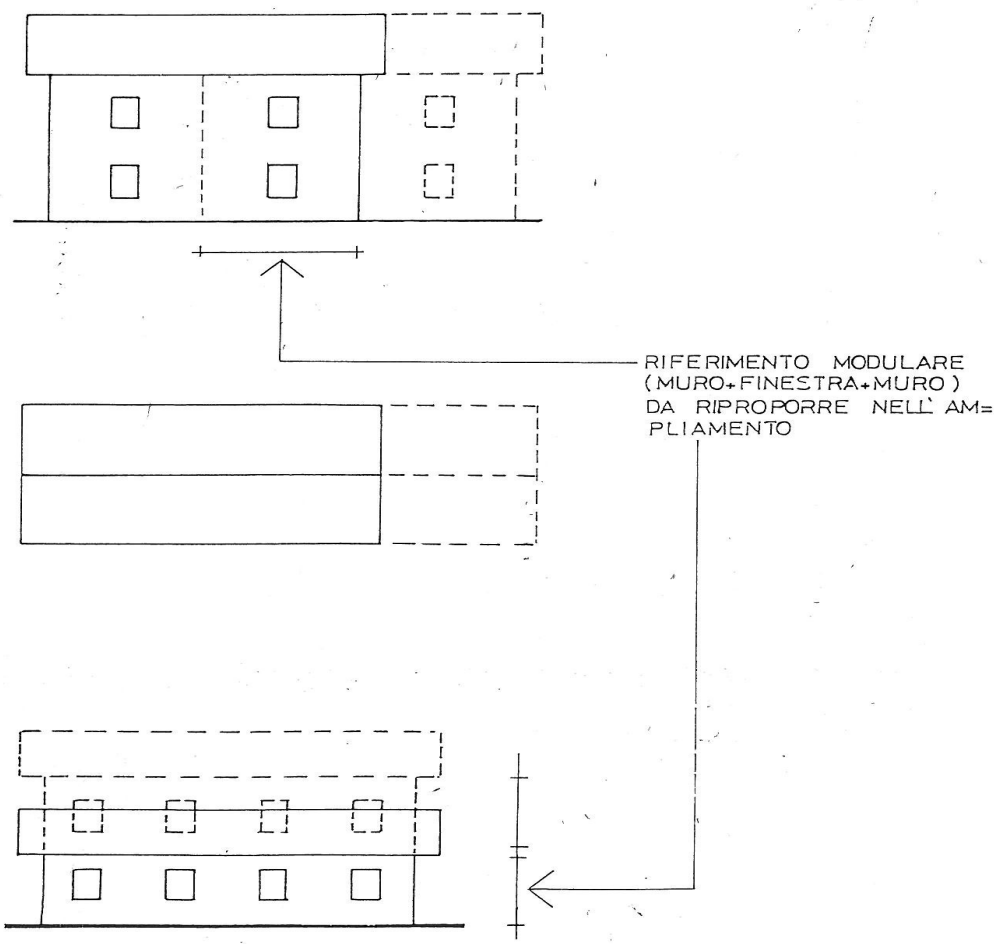 RIFERIMENTO MODULARE
(MURO+FINESTRA+MURO)
DA RIPROPORRE NELL' AM=
PLIAMENTO